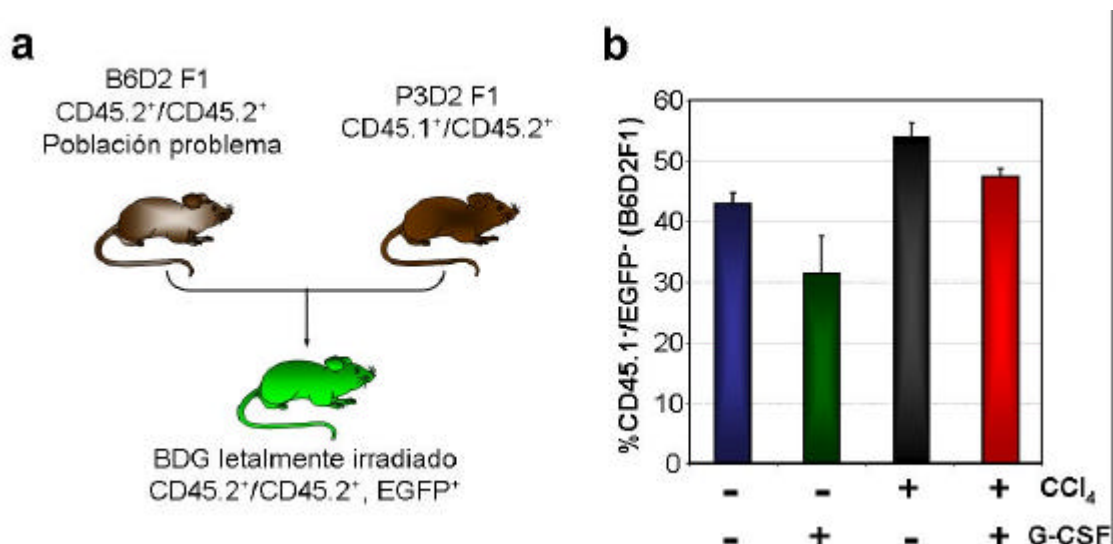 a
B6D2 F1
CD45.2⁺/CD45.2⁺
Población problema
P3D2 F1
CD45.1⁺/CD45.2⁺
BDG letalmente irradiado
CD45.2⁺/CD45.2⁺, EGFP⁺
b
%CD45.1⁻/EGFP⁻ (B6D2F1)
60
50
40
30
20
10
0
- - + + CCl₄
- + - + G-CSF